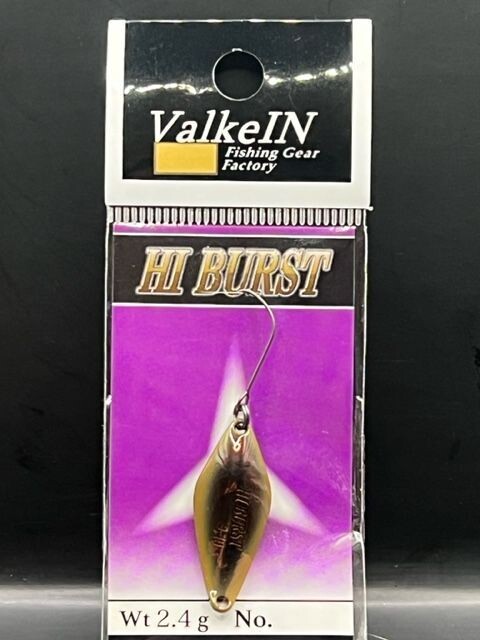 ValkeIN
Fishing Gear
Factory
HI BURST
HI BURST
Wt 2.4 g No.